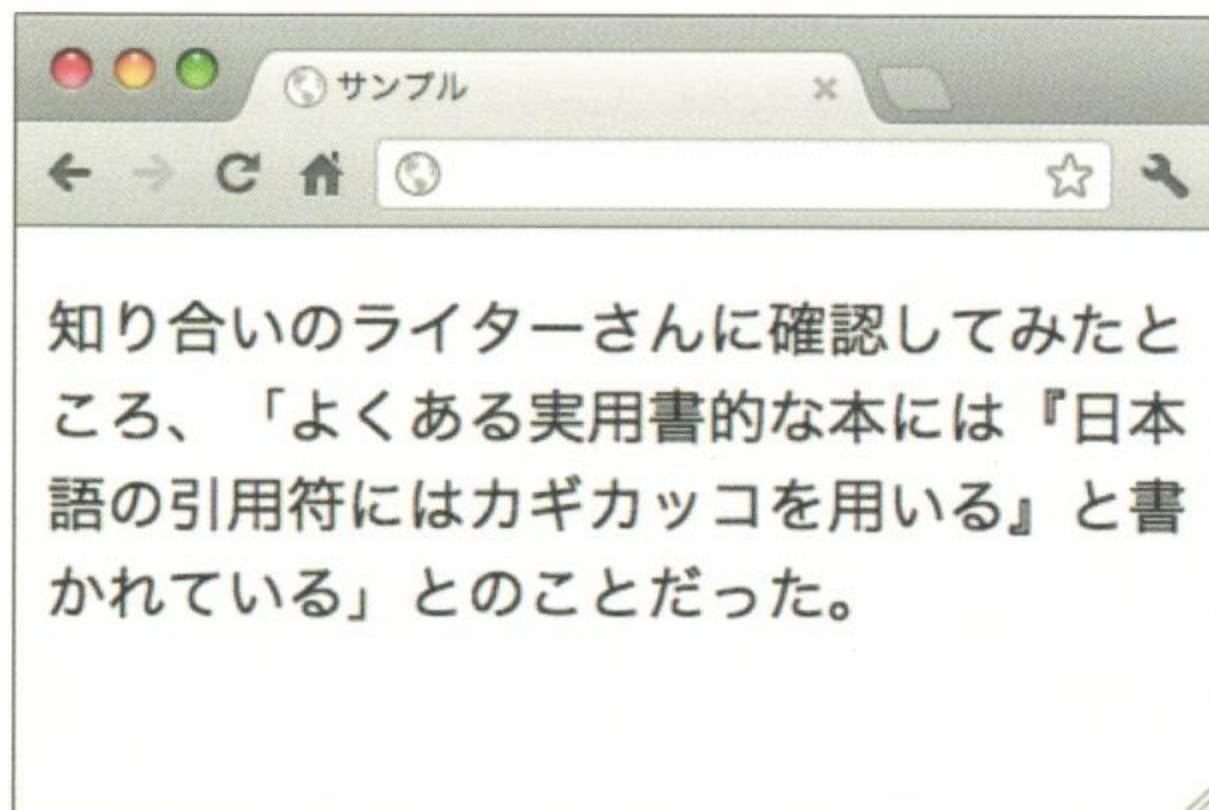 サンプル
知り合いのライターさんに確認してみたと
ころ、「よくある実用書的な本には『日本
語の引用符にはカギカッコを用いる』と書
かれている」とのことだった。